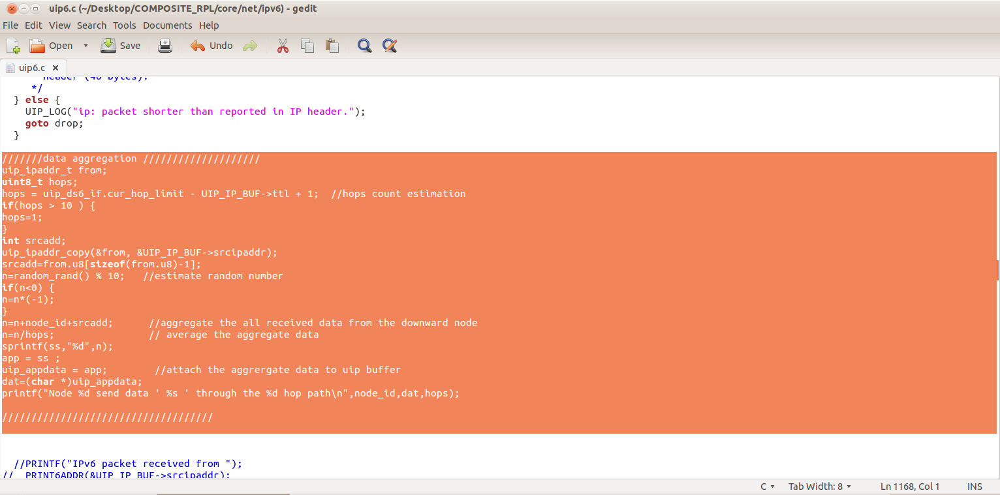 uip6.c (~/Desktop/COMPOSITE_RPL/core/net/ipv6) - gedit
File Edit View Search Tools Documents Help
Open Save Undo
uip6.c
header (40 bytes).
*/
} else {
UIP_LOG("ip: packet shorter than reported in IP header.");
goto drop;
}
///////data aggregation ////////////////////
uip_ipaddr_t from;
uint8_t hops;
hops = uip_ds6_if.cur_hop_limit - UIP_IP_BUF->ttl + 1;  //hops count estimation
if(hops > 10 ) {
hops=1;
}
int srcadd;
uip_ipaddr_copy(&from, &UIP_IP_BUF->srcipaddr);
srcadd=from.u8[sizeof(from.u8)-1];
n=random_rand() % 10;   //estimate random number
if(n<0) {
n=n*(-1);
}
n=n+node_id+srcadd;      //aggregate the all received data from the downward node
n=n/hops;                // average the aggregate data
sprintf(ss,"%d",n);
app = ss ;
uip_appdata = app;        //attach the aggrergate data to uip buffer
dat=(char *)uip_appdata;
printf("Node %d send data ' %s ' through the %d hop path\n",node_id,dat,hops);
////////////////////////////////////
//PRINTF("IPv6 packet received from ");
//  PRINT6ADDR(&UIP_IP_BUF->srcipaddr);
C Tab Width: 8 Ln 1168, Col 1 INS